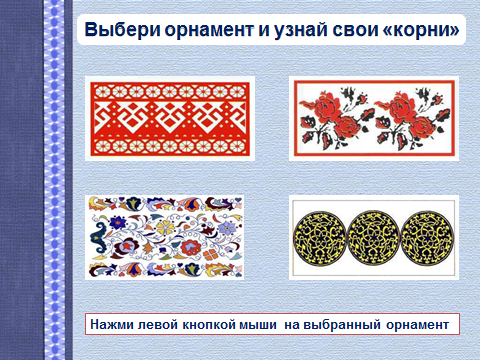 Выбери орнамент и узнай свои «корни»
Нажми левой кнопкой мыши на выбранный орнамент